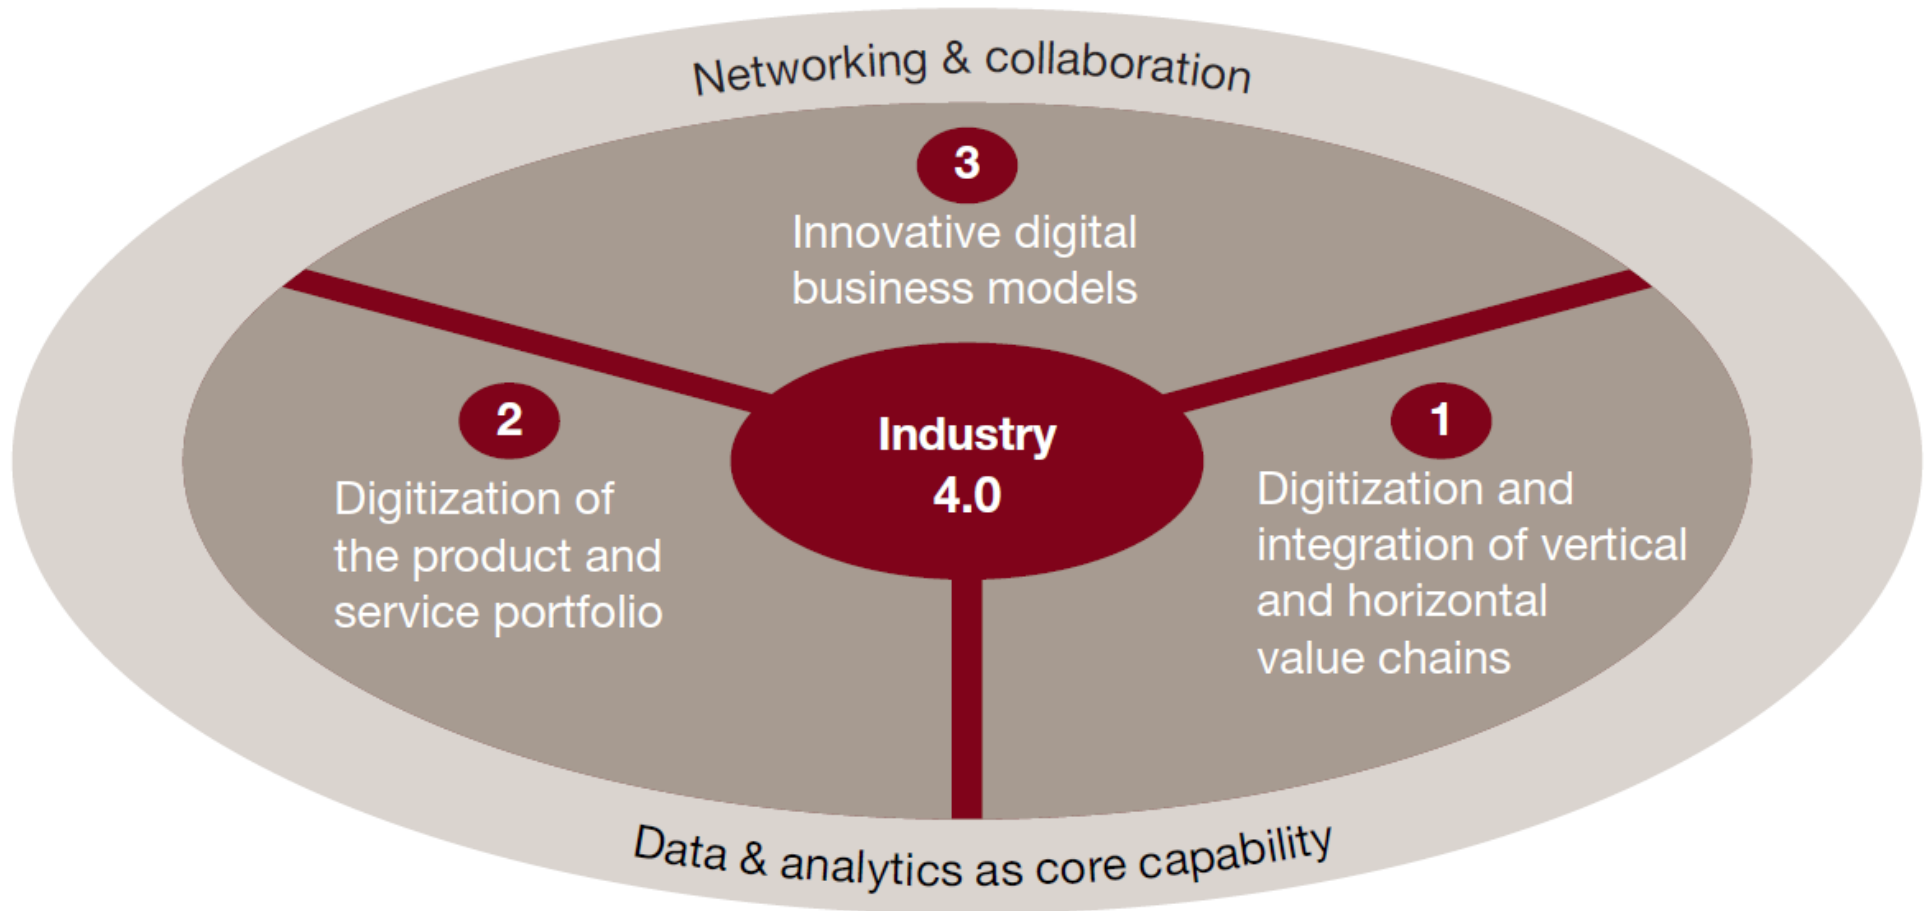 Networking & collaboration
3
Innovative digital
business models
2
Digitization of
the product and
service portfolio
Industry
4.0
1
Digitization and
integration of vertical
and horizontal
value chains
Data & analytics as core capability